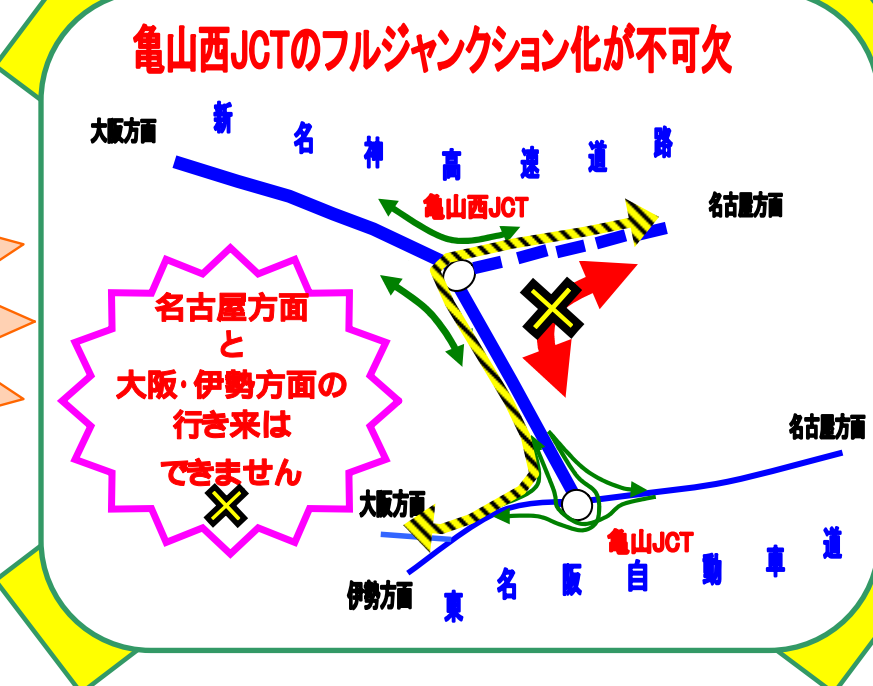 亀山西JCTのフルジャンクション化が不可欠
大阪方面
新名神高速道路
亀山西JCT
名古屋方面
名古屋方面
と
大阪・伊勢方面の
行き来は
できません
名古屋方面
大阪方面
亀山JCT
伊勢方面
東名阪自動車道